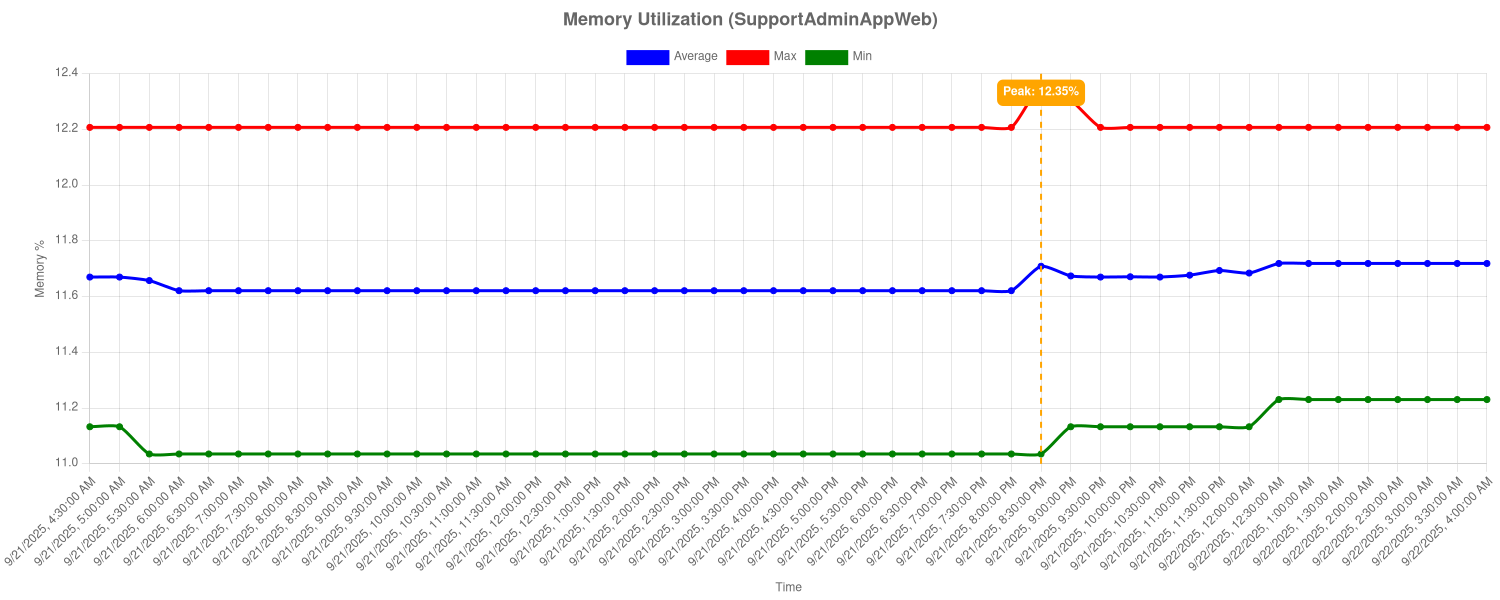 Memory Utilization (SupportAdminAppWeb)
Average Max Min
Peak: 12.35%
12.4
12.2
12.0
11.8
11.6
11.4
11.2
11.0
Memory %
9/21/2025, 4:30:00 AM
9/21/2025, 5:00:00 AM
9/21/2025, 5:30:00 AM
9/21/2025, 6:00:00 AM
9/21/2025, 6:30:00 AM
9/21/2025, 7:00:00 AM
9/21/2025, 7:30:00 AM
9/21/2025, 8:00:00 AM
9/21/2025, 8:30:00 AM
9/21/2025, 9:00:00 AM
9/21/2025, 9:30:00 AM
9/21/2025, 10:00:00 AM
9/21/2025, 10:30:00 AM
9/21/2025, 11:00:00 AM
9/21/2025, 11:30:00 AM
9/21/2025, 12:00:00 PM
9/21/2025, 12:30:00 PM
9/21/2025, 1:00:00 PM
9/21/2025, 1:30:00 PM
9/21/2025, 2:00:00 PM
9/21/2025, 2:30:00 PM
9/21/2025, 3:00:00 PM
9/21/2025, 3:30:00 PM
9/21/2025, 4:00:00 PM
9/21/2025, 4:30:00 PM
9/21/2025, 5:00:00 PM
9/21/2025, 5:30:00 PM
9/21/2025, 6:00:00 PM
9/21/2025, 6:30:00 PM
9/21/2025, 7:00:00 PM
9/21/2025, 7:30:00 PM
9/21/2025, 8:00:00 PM
9/21/2025, 8:30:00 PM
9/21/2025, 9:00:00 PM
9/21/2025, 9:30:00 PM
9/21/2025, 10:00:00 PM
9/21/2025, 10:30:00 PM
9/21/2025, 11:00:00 PM
9/21/2025, 11:30:00 PM
9/22/2025, 12:00:00 AM
9/22/2025, 12:30:00 AM
9/22/2025, 1:00:00 AM
9/22/2025, 1:30:00 AM
9/22/2025, 2:00:00 AM
9/22/2025, 2:30:00 AM
9/22/2025, 3:00:00 AM
9/22/2025, 3:30:00 AM
9/22/2025, 4:00:00 AM
Time